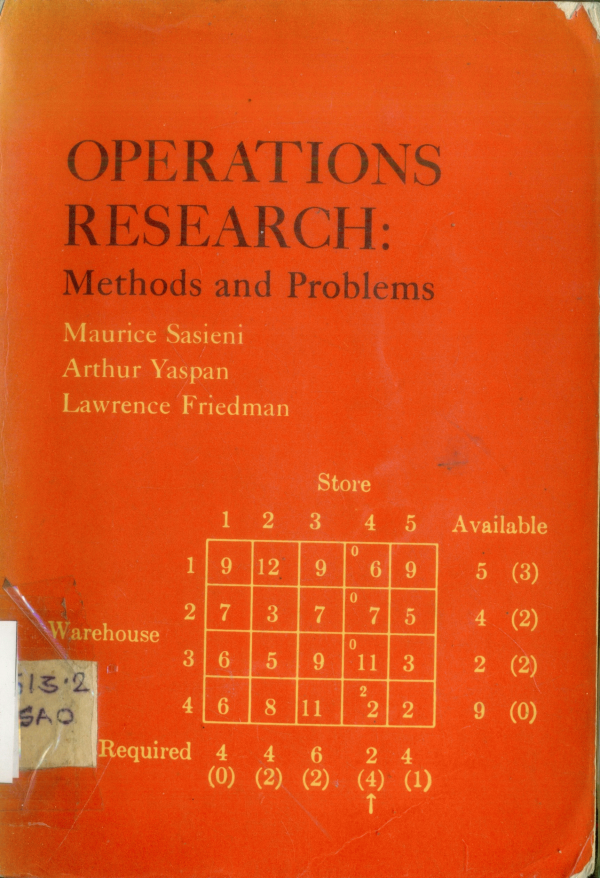 OPERATIONS
RESEARCH:
Methods and Problems
Maurice Sasieni
Arthur Yaspan
Lawrence Friedman
Store
1 2 3 4 5 Available
1 9 12 9 0 6 9 5 (3)
2 7 3 7 0 7 5 4 (2)
Warehouse
3 6 5 9 0 11 3 2 (2)
4 6 8 11 2 2 2 9 (0)
Required 4 4 6 2 4
(0) (2) (2) (4) (1)
↑
513.2
SAO